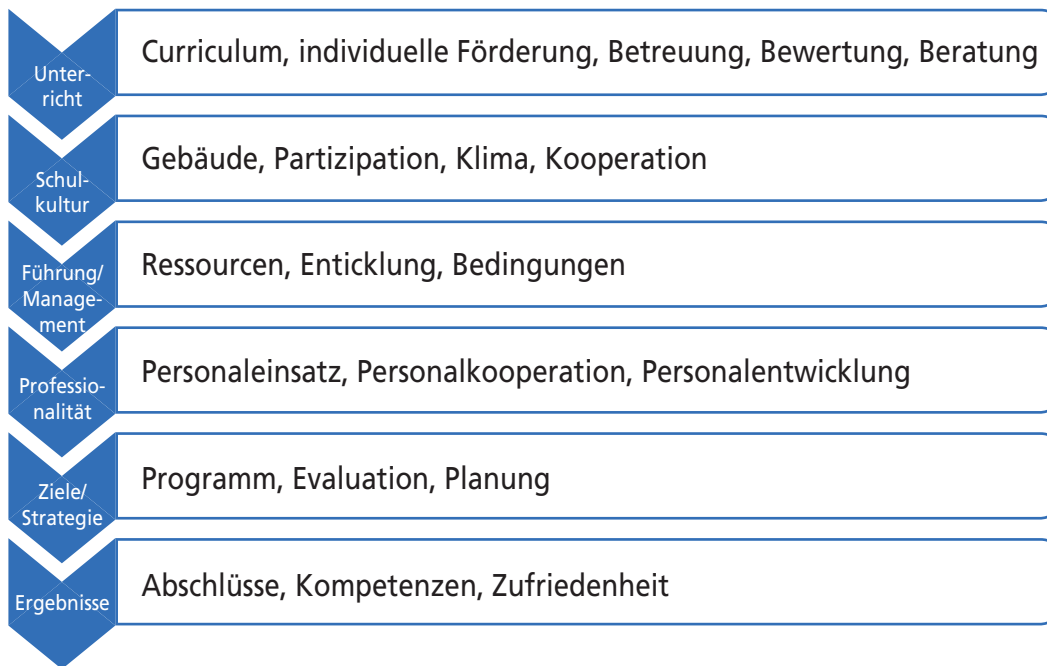 Unter-
richt
Curriculum, individuelle Förderung, Betreuung, Bewertung, Beratung
Schul-
kultur
Gebäude, Partizipation, Klima, Kooperation
Führung/
Manage-
ment
Ressourcen, Enticklung, Bedingungen
Professio-
nalität
Personaleinsatz, Personalkooperation, Personalentwicklung
Ziele/
Strategie
Programm, Evaluation, Planung
Ergebnisse
Abschlüsse, Kompetenzen, Zufriedenheit